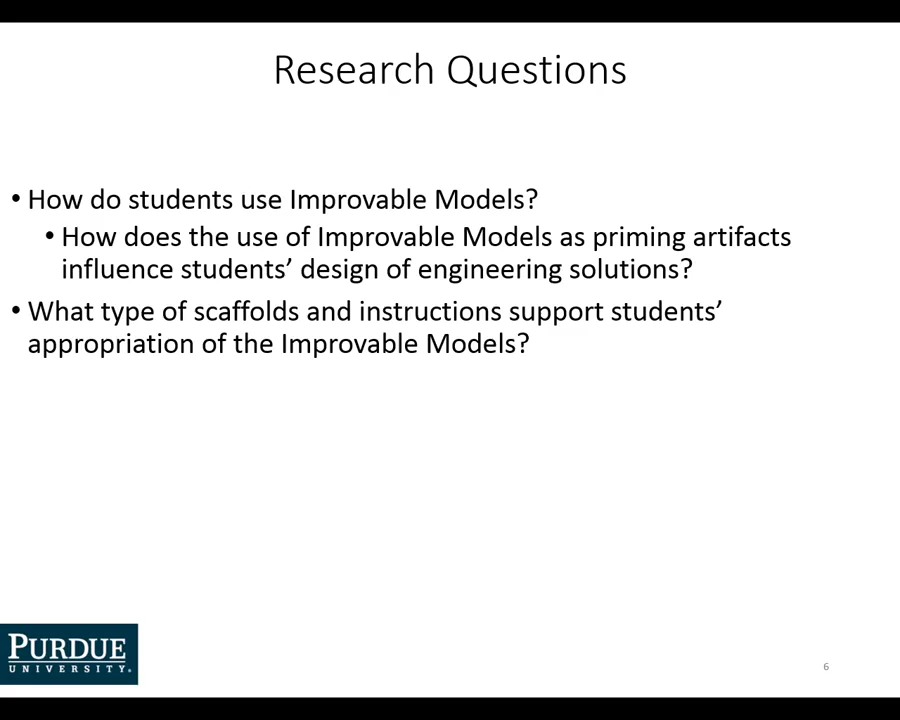 Research Questions
• How do students use Improvable Models?
• How does the use of Improvable Models as priming artifacts
influence students’ design of engineering solutions?
• What type of scaffolds and instructions support students’
appropriation of the Improvable Models?
PURDUE
UNIVERSITY®
6